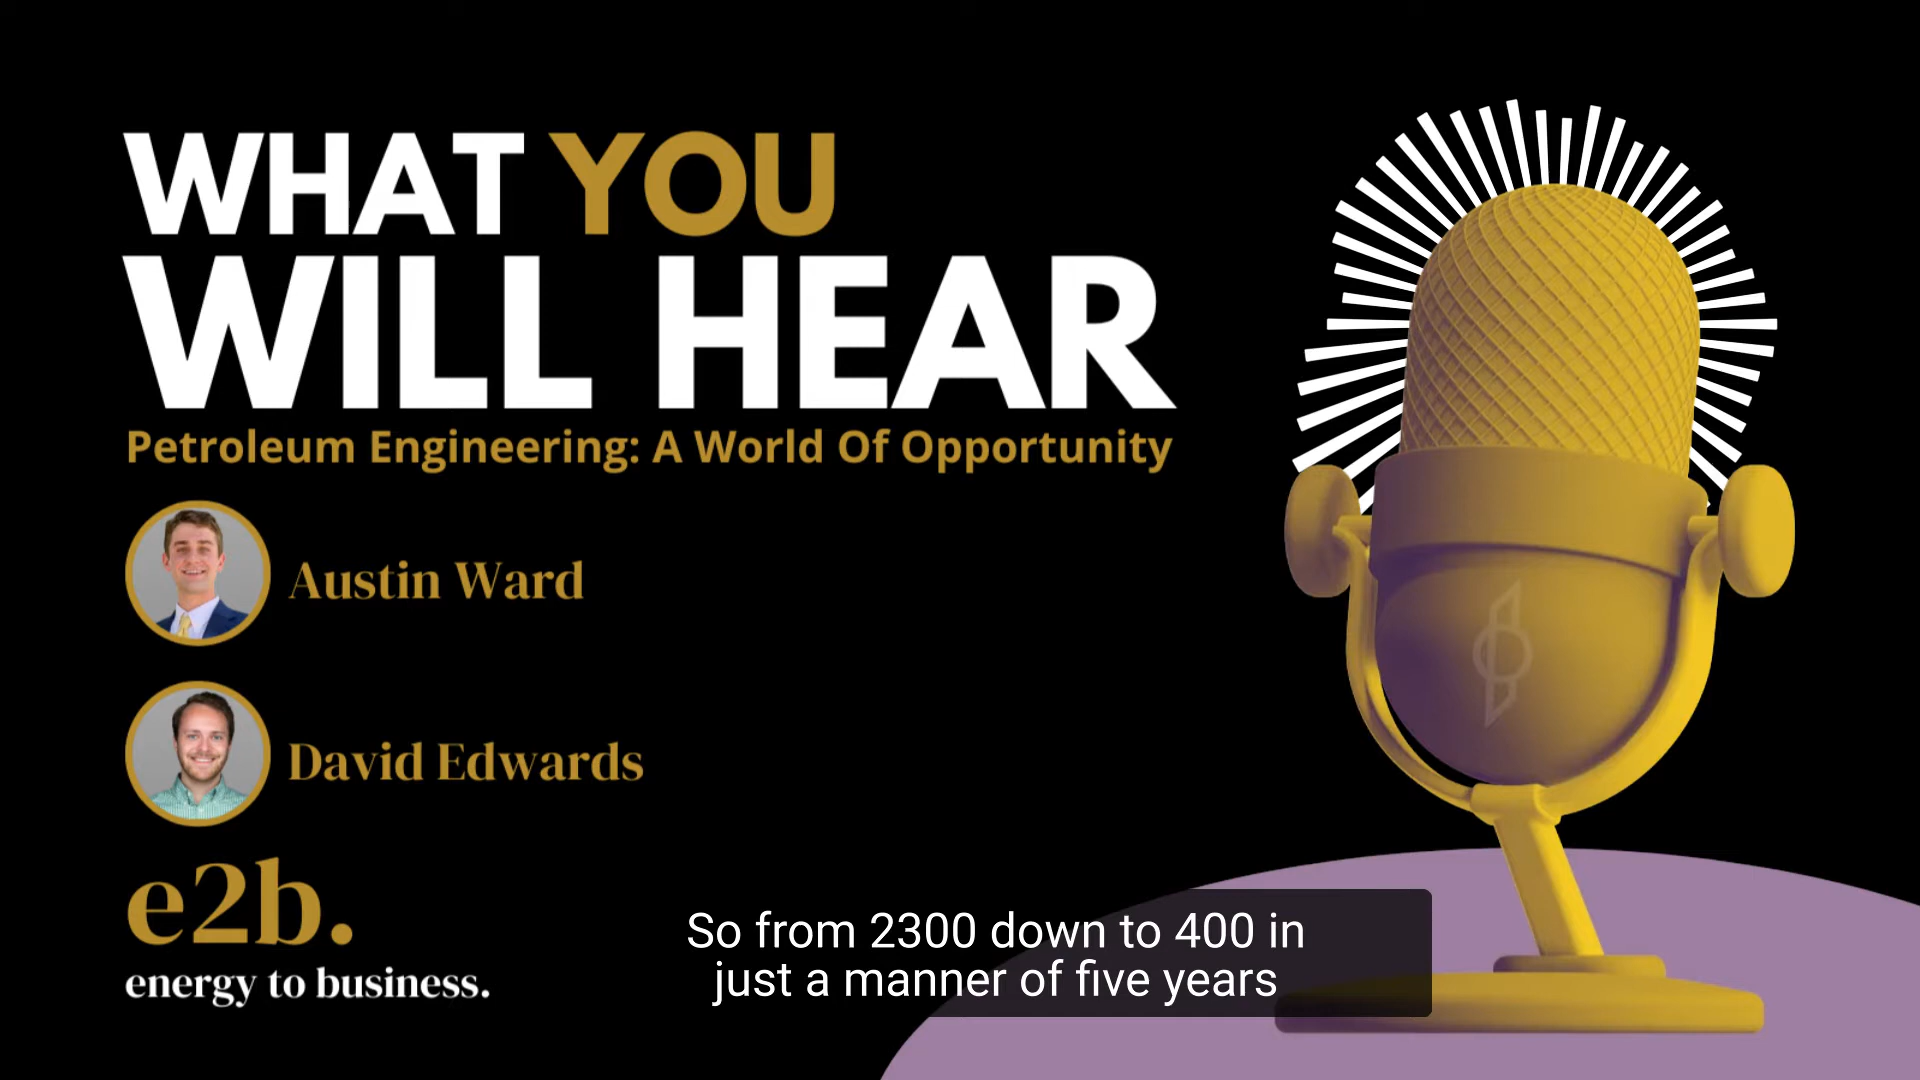 WHAT YOU
WILL HEAR
Petroleum Engineering: A World Of Opportunity
Austin Ward
David Edwards
e2b.
energy to business.
So from 2300 down to 400 in
just a manner of five years